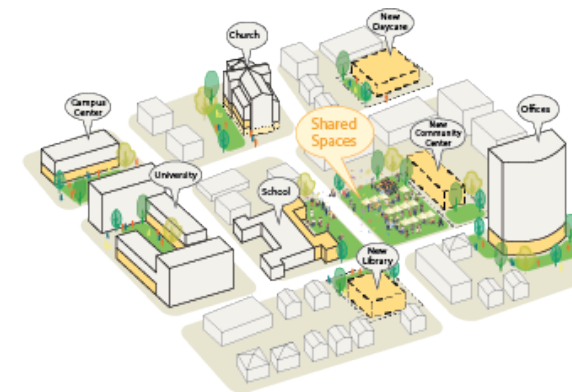 Church
New
Daycare
Campus
Center
Shared
Spaces
New
Community
Center
Offices
University
School
New
Library